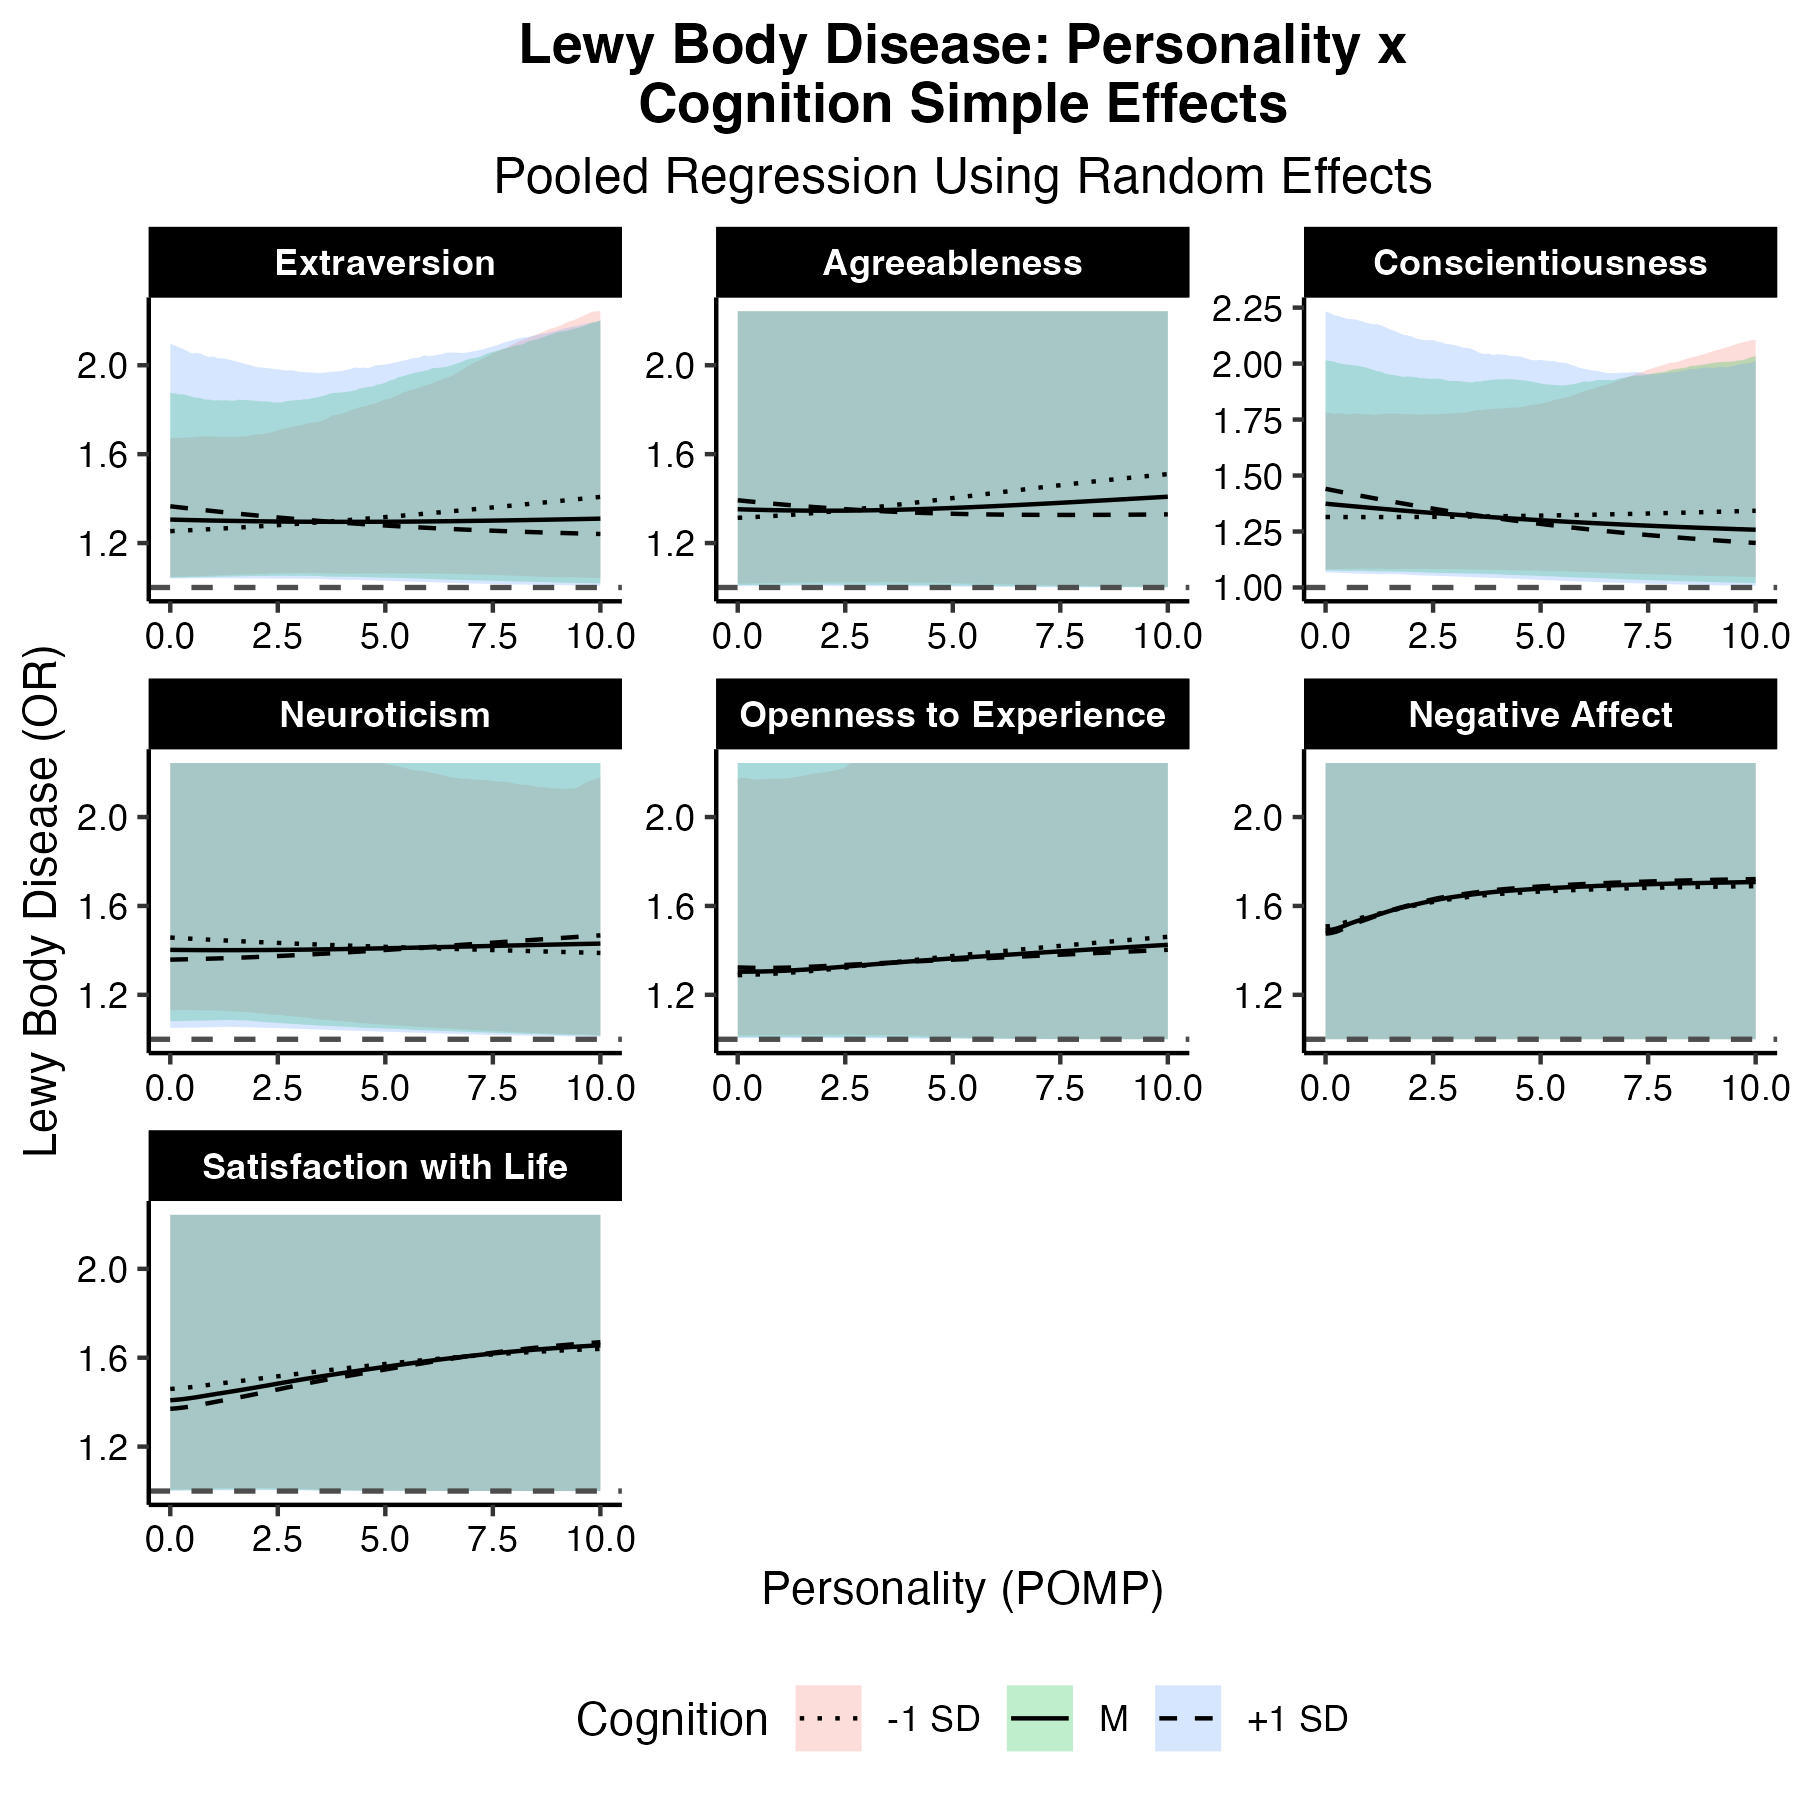 Lewy Body Disease: Personality x
Cognition Simple Effects
Pooled Regression Using Random Effects
Extraversion
Agreeableness
Conscientiousness
2.0
1.6
1.2
2.0
1.6
1.2
2.25
2.00
1.75
1.50
1.25
1.00
0.0 2.5 5.0 7.5 10.0
0.0 2.5 5.0 7.5 10.0
0.0 2.5 5.0 7.5 10.0
Lewy Body Disease (OR)
Neuroticism
Openness to Experience
Negative Affect
2.0
1.6
1.2
2.0
1.6
1.2
2.0
1.6
1.2
0.0 2.5 5.0 7.5 10.0
0.0 2.5 5.0 7.5 10.0
0.0 2.5 5.0 7.5 10.0
Satisfaction with Life
2.0
1.6
1.2
0.0 2.5 5.0 7.5 10.0
Personality (POMP)
Cognition -1 SD M +1 SD